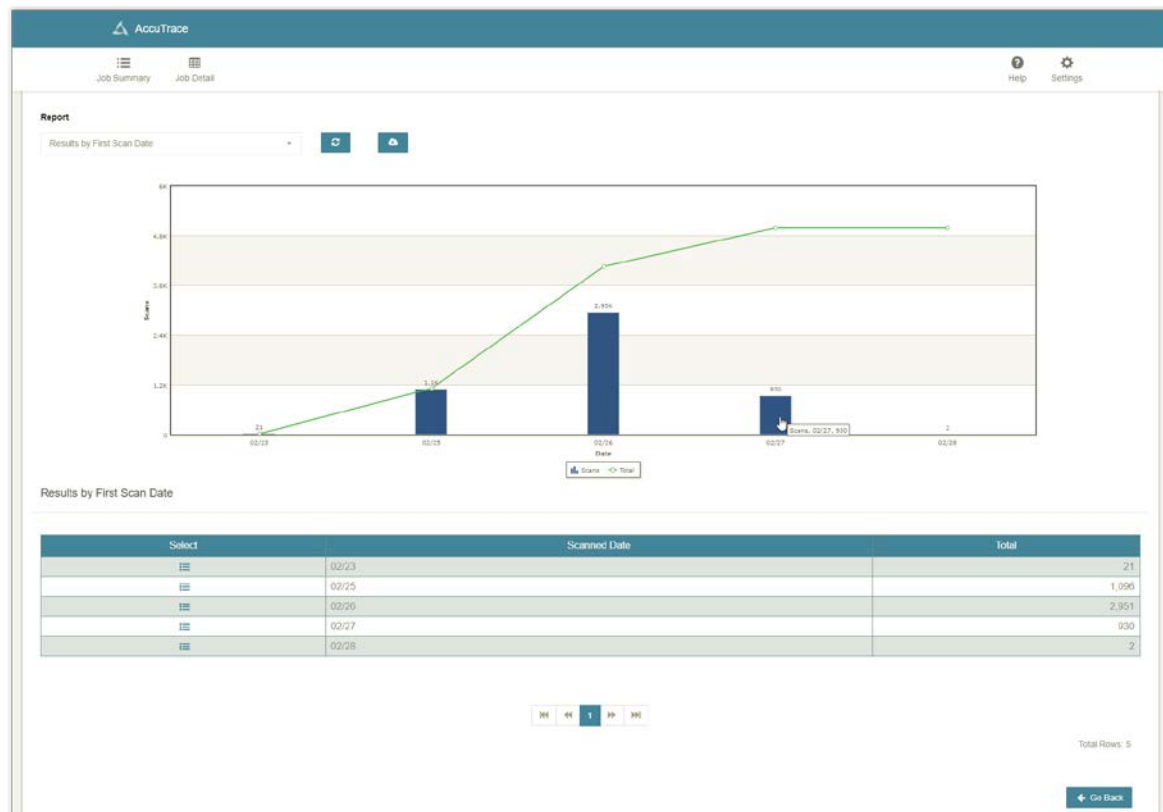 AccuTrace
Job Summary
Job Detail
Help
Settings
Report
Results by First Scan Date
6K
4.8K
3.6K
2.4K
1.2K
0
Scans
21
1.1K
2.95K
930
2
Scans, 02/27, 930
02/23
02/25
02/26
02/27
02/28
Date
Scans Total
Results by First Scan Date
Select Scanned Date Total
02/23 21
02/25 1,096
02/26 2,951
02/27 930
02/28 2
1
Total Rows: 5
Go Back